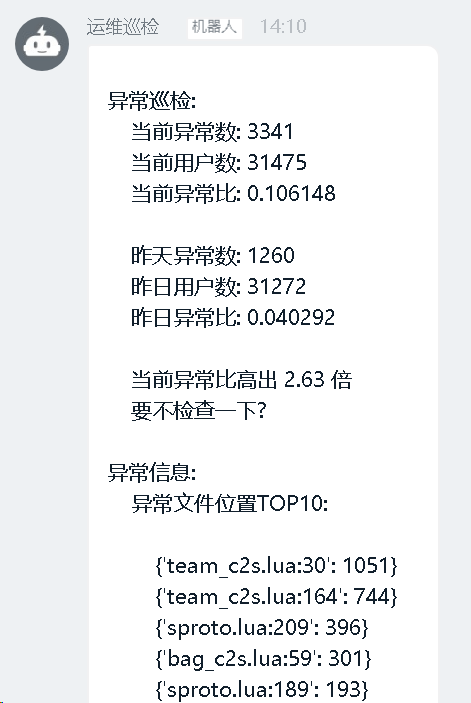 运维巡检 机器人 14:10
异常巡检:
当前异常数: 3341
当前用户数: 31475
当前异常比: 0.106148
昨天异常数: 1260
昨日用户数: 31272
昨日异常比: 0.040292
当前异常比高出 2.63 倍
要不检查一下?
异常信息:
异常文件位置TOP10:
{'team_c2s.lua:30': 1051}
{'team_c2s.lua:164': 744}
{'sproto.lua:209': 396}
{'bag_c2s.lua:59': 301}
{'sproto.lua:189': 193}